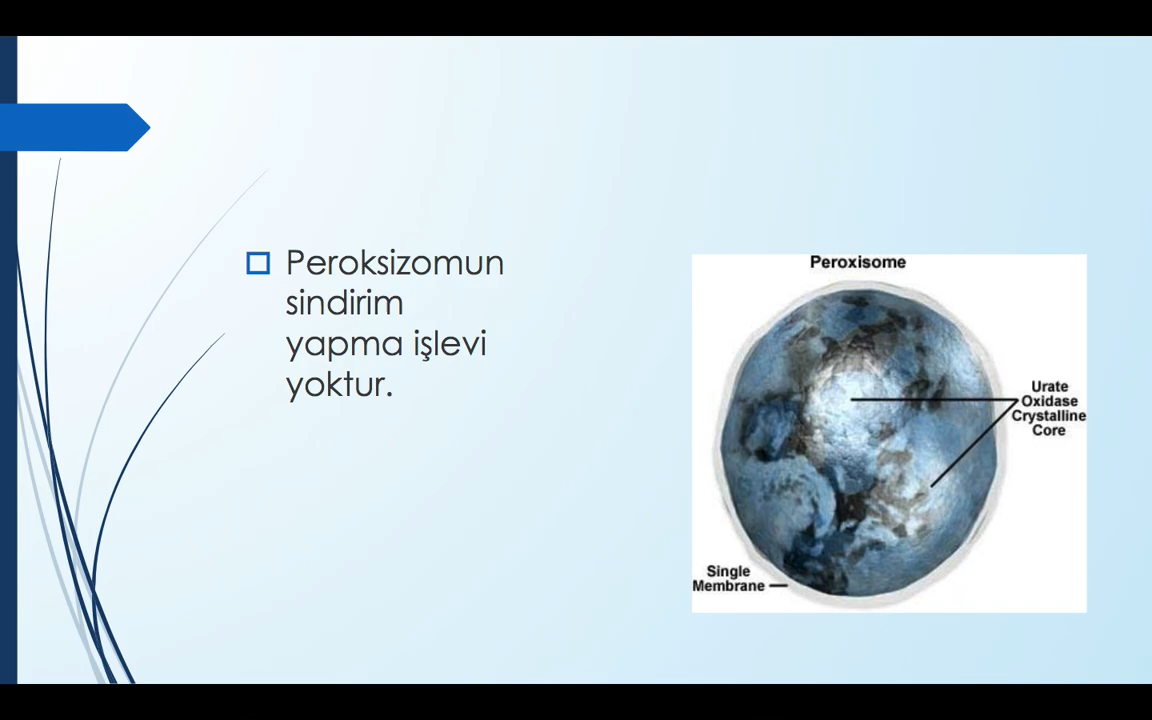 Peroksizomun
sindirim
yapma işlevi
yoktur.
Peroxisome
Urate
Oxidase
Crystalline
Core
Single
Membrane